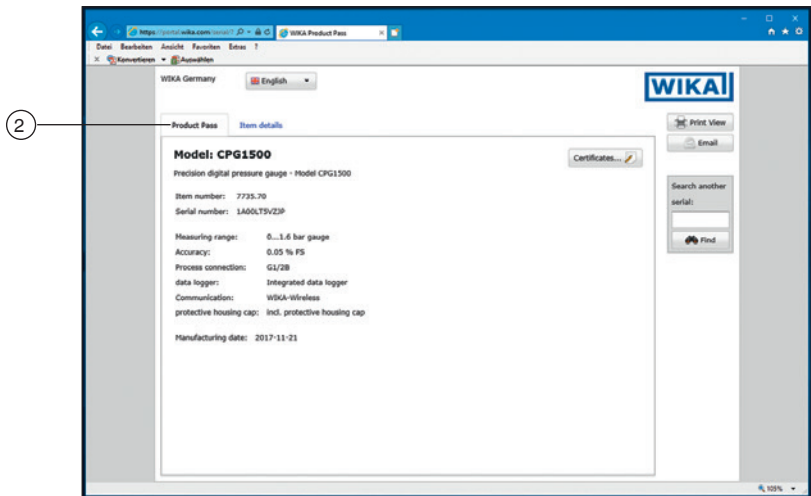 https://portal.wika.com/serial/?
WIKA Product Pass
Datei Bearbeiten Ansicht Favoriten Extras ?
Konvertieren Auswählen
WIKA Germany English
WIKA
2
Product Pass Item details
Print View
Email
Model: CPG1500
Certificates...
Precision digital pressure gauge - Model CPG1500
Item number: 7735.70
Serial number: 1A00LT5VZJP
Search another
serial:
Find
Measuring range: 0...1.6 bar gauge
Accuracy: 0.05 % FS
Process connection: G1/2B
data logger: Integrated data logger
Communication: WIKA-Wireless
protective housing cap: incl. protective housing cap
Manufacturing date: 2017-11-21
105%